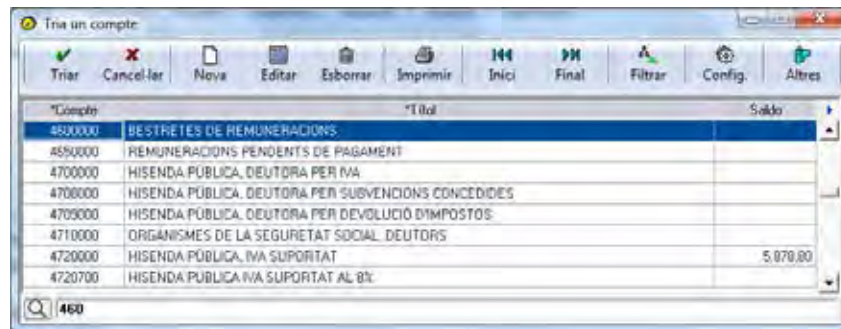 Tria un compte
Triar Cancel·lar Nova Editar Esborrar Imprimir Inici Final Filtrar Config. Altres
*Compte *Títol Saldo
4600000 BESTRETES DE REMUNERACIONS
4650000 REMUNERACIONS PENDENTS DE PAGAMENT
4700000 HISENDA PÚBLICA, DEUTORA PER IVA
4708000 HISENDA PÚBLICA, DEUTORA PER SUBVENCIONS CONCEDIDES
4709000 HISENDA PÚBLICA, DEUTORA PER DEVOLUCIÓ D'IMPOSTOS
4710000 ORGANISMES DE LA SEGURETAT SOCIAL, DEUTORS
4720000 HISENDA PÚBLICA, IVA SUPORTAT 5.878,80
4720700 HISENDA PUBLICA IVA SUPORTAT AL 8%
460